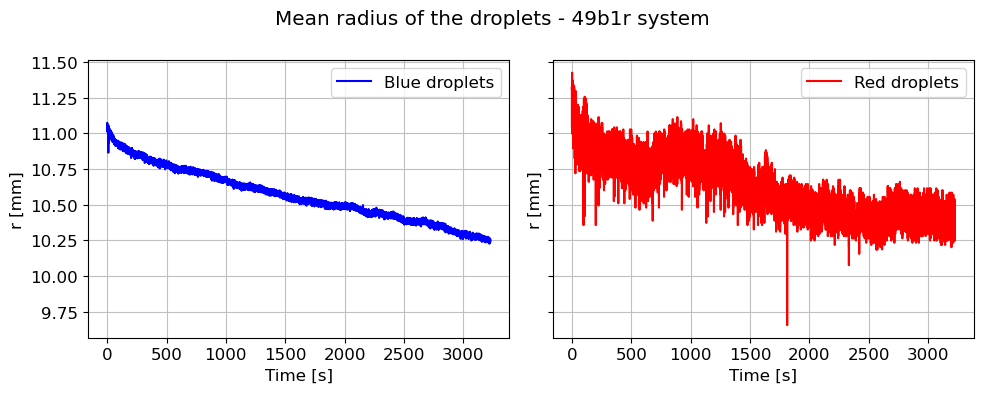 Mean radius of the droplets - 49b1r system
Blue droplets
Red droplets
r [mm]
11.50
11.25
11.00
10.75
10.50
10.25
10.00
9.75
0 500 1000 1500 2000 2500 3000
Time [s]
r [mm]
0 500 1000 1500 2000 2500 3000
Time [s]